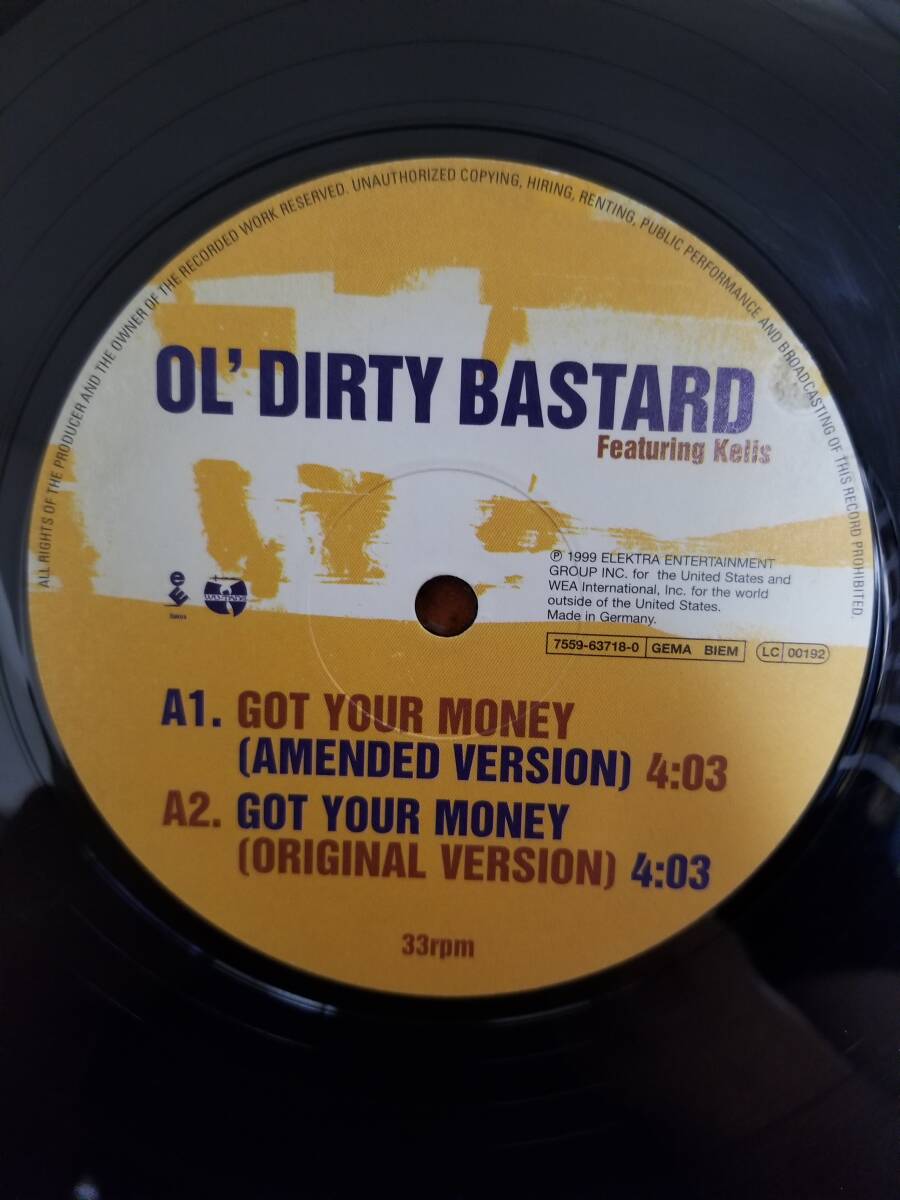 ALL RIGHTS OF THE PRODUCER AND THE OWNER OF THE RECORDED WORK RESERVED. UNAUTHORIZED COPYING, HIRING, RENTING, PUBLIC PERFORMANCE AND BROADCASTING OF THIS RECORD PROHIBITED.
OL' DIRTY BASTARD
Featuring Kelis
℗ 1999 ELEKTRA ENTERTAINMENT
GROUP INC. for the United States and
WEA International, Inc. for the world
outside of the United States.
Made in Germany.
7559-63718-0 GEMA BIEM LC 00192
WU-TANG
A1. GOT YOUR MONEY
(AMENDED VERSION) 4:03
A2. GOT YOUR MONEY
(ORIGINAL VERSION) 4:03
33rpm